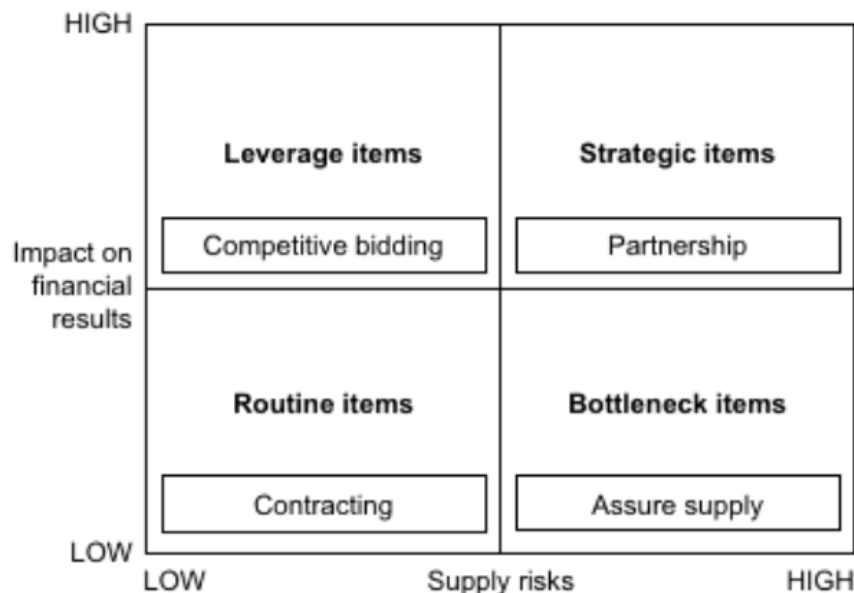 HIGH
Leverage items
Strategic items
Competitive bidding
Partnership
Impact on
financial
results
Routine items
Bottleneck items
Contracting
Assure supply
LOW
LOW
Supply risks
HIGH